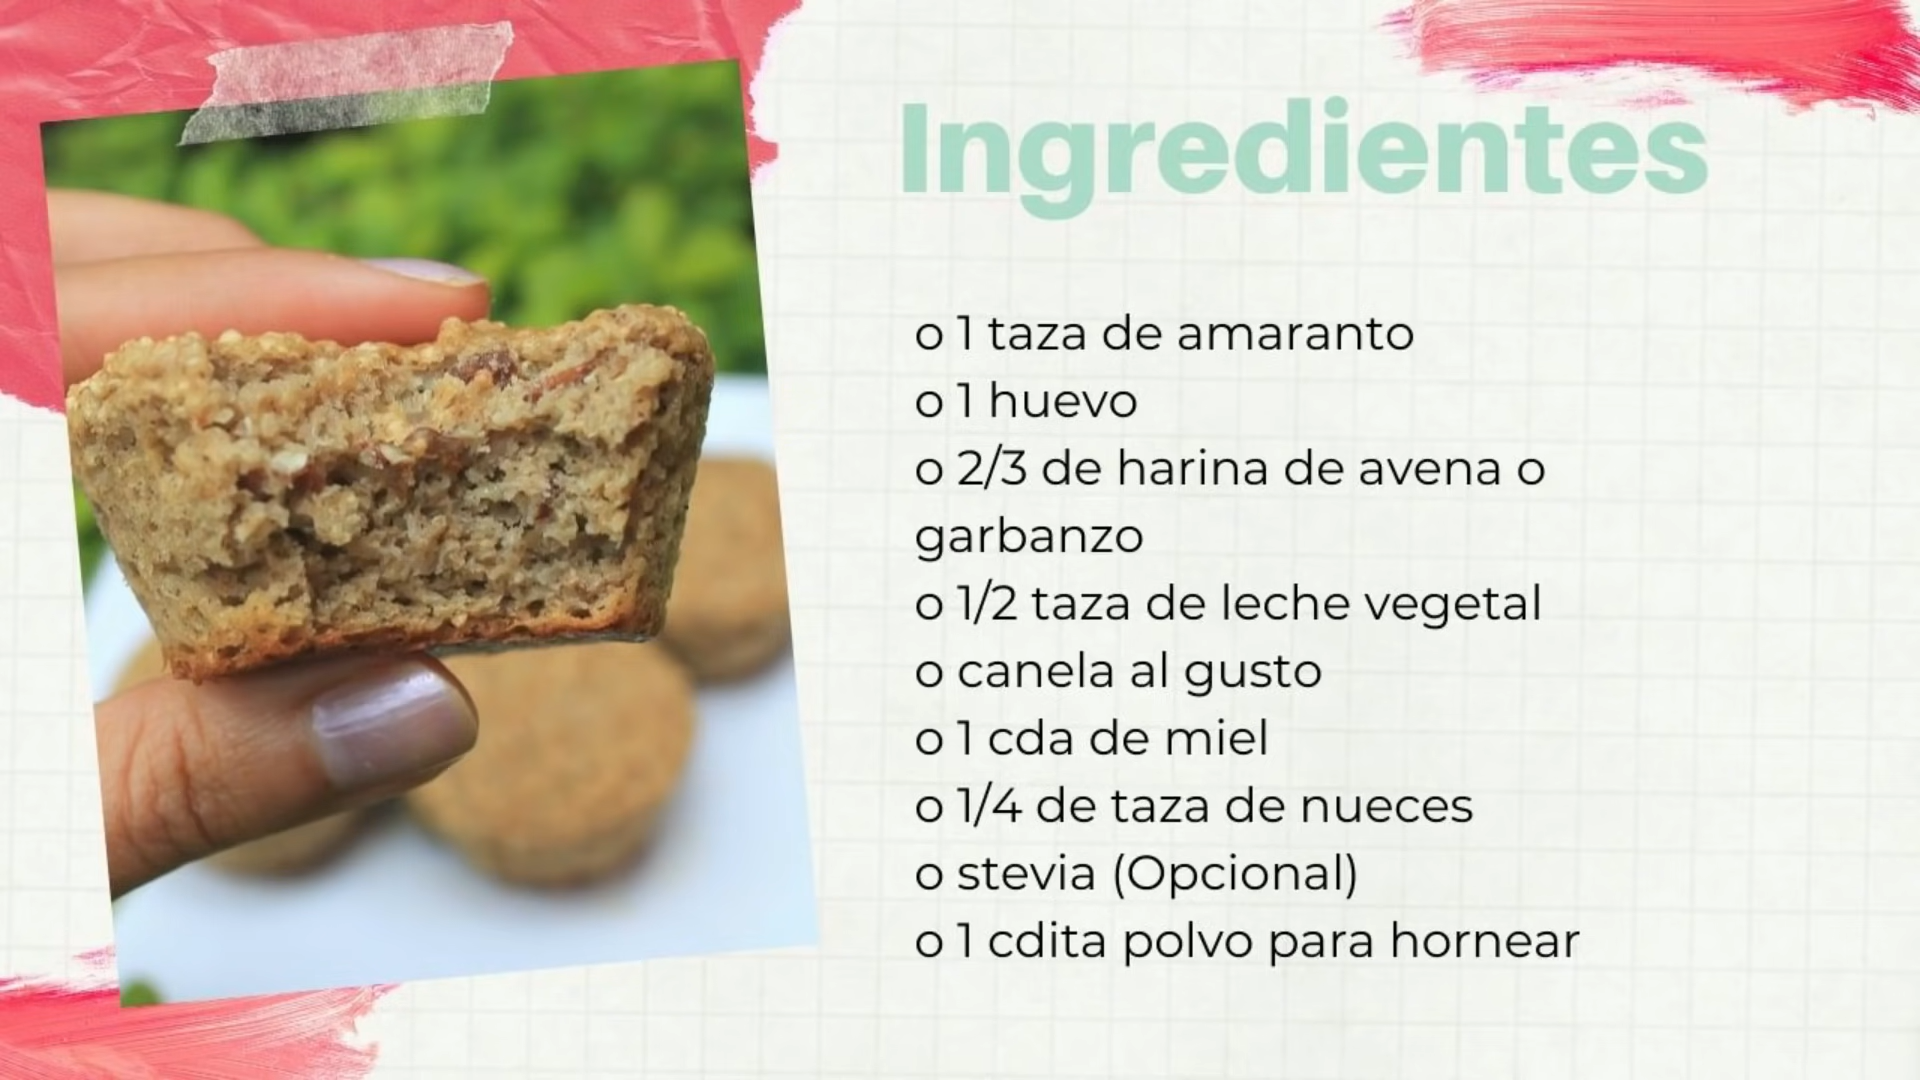 Ingredientes
o 1 taza de amaranto
o 1 huevo
o 2/3 de harina de avena o
garbanzo
o 1/2 taza de leche vegetal
o canela al gusto
o 1 cda de miel
o 1/4 de taza de nueces
o stevia (Opcional)
o 1 cdita polvo para hornear